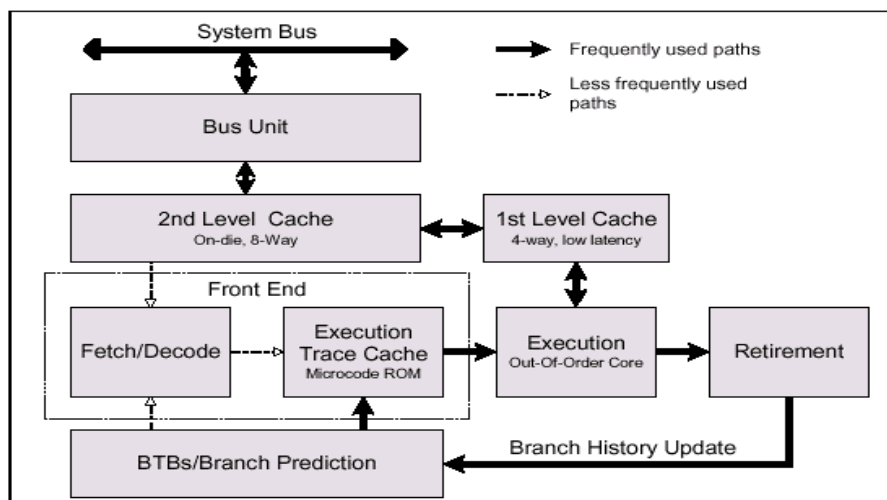 System Bus
Frequently used paths
Less frequently used
paths
Bus Unit
2nd Level Cache
On-die, 8-Way
1st Level Cache
4-way, low latency
Front End
Fetch/Decode
Execution
Trace Cache
Microcode ROM
Execution
Out-Of-Order Core
Retirement
Branch History Update
BTBs/Branch Prediction